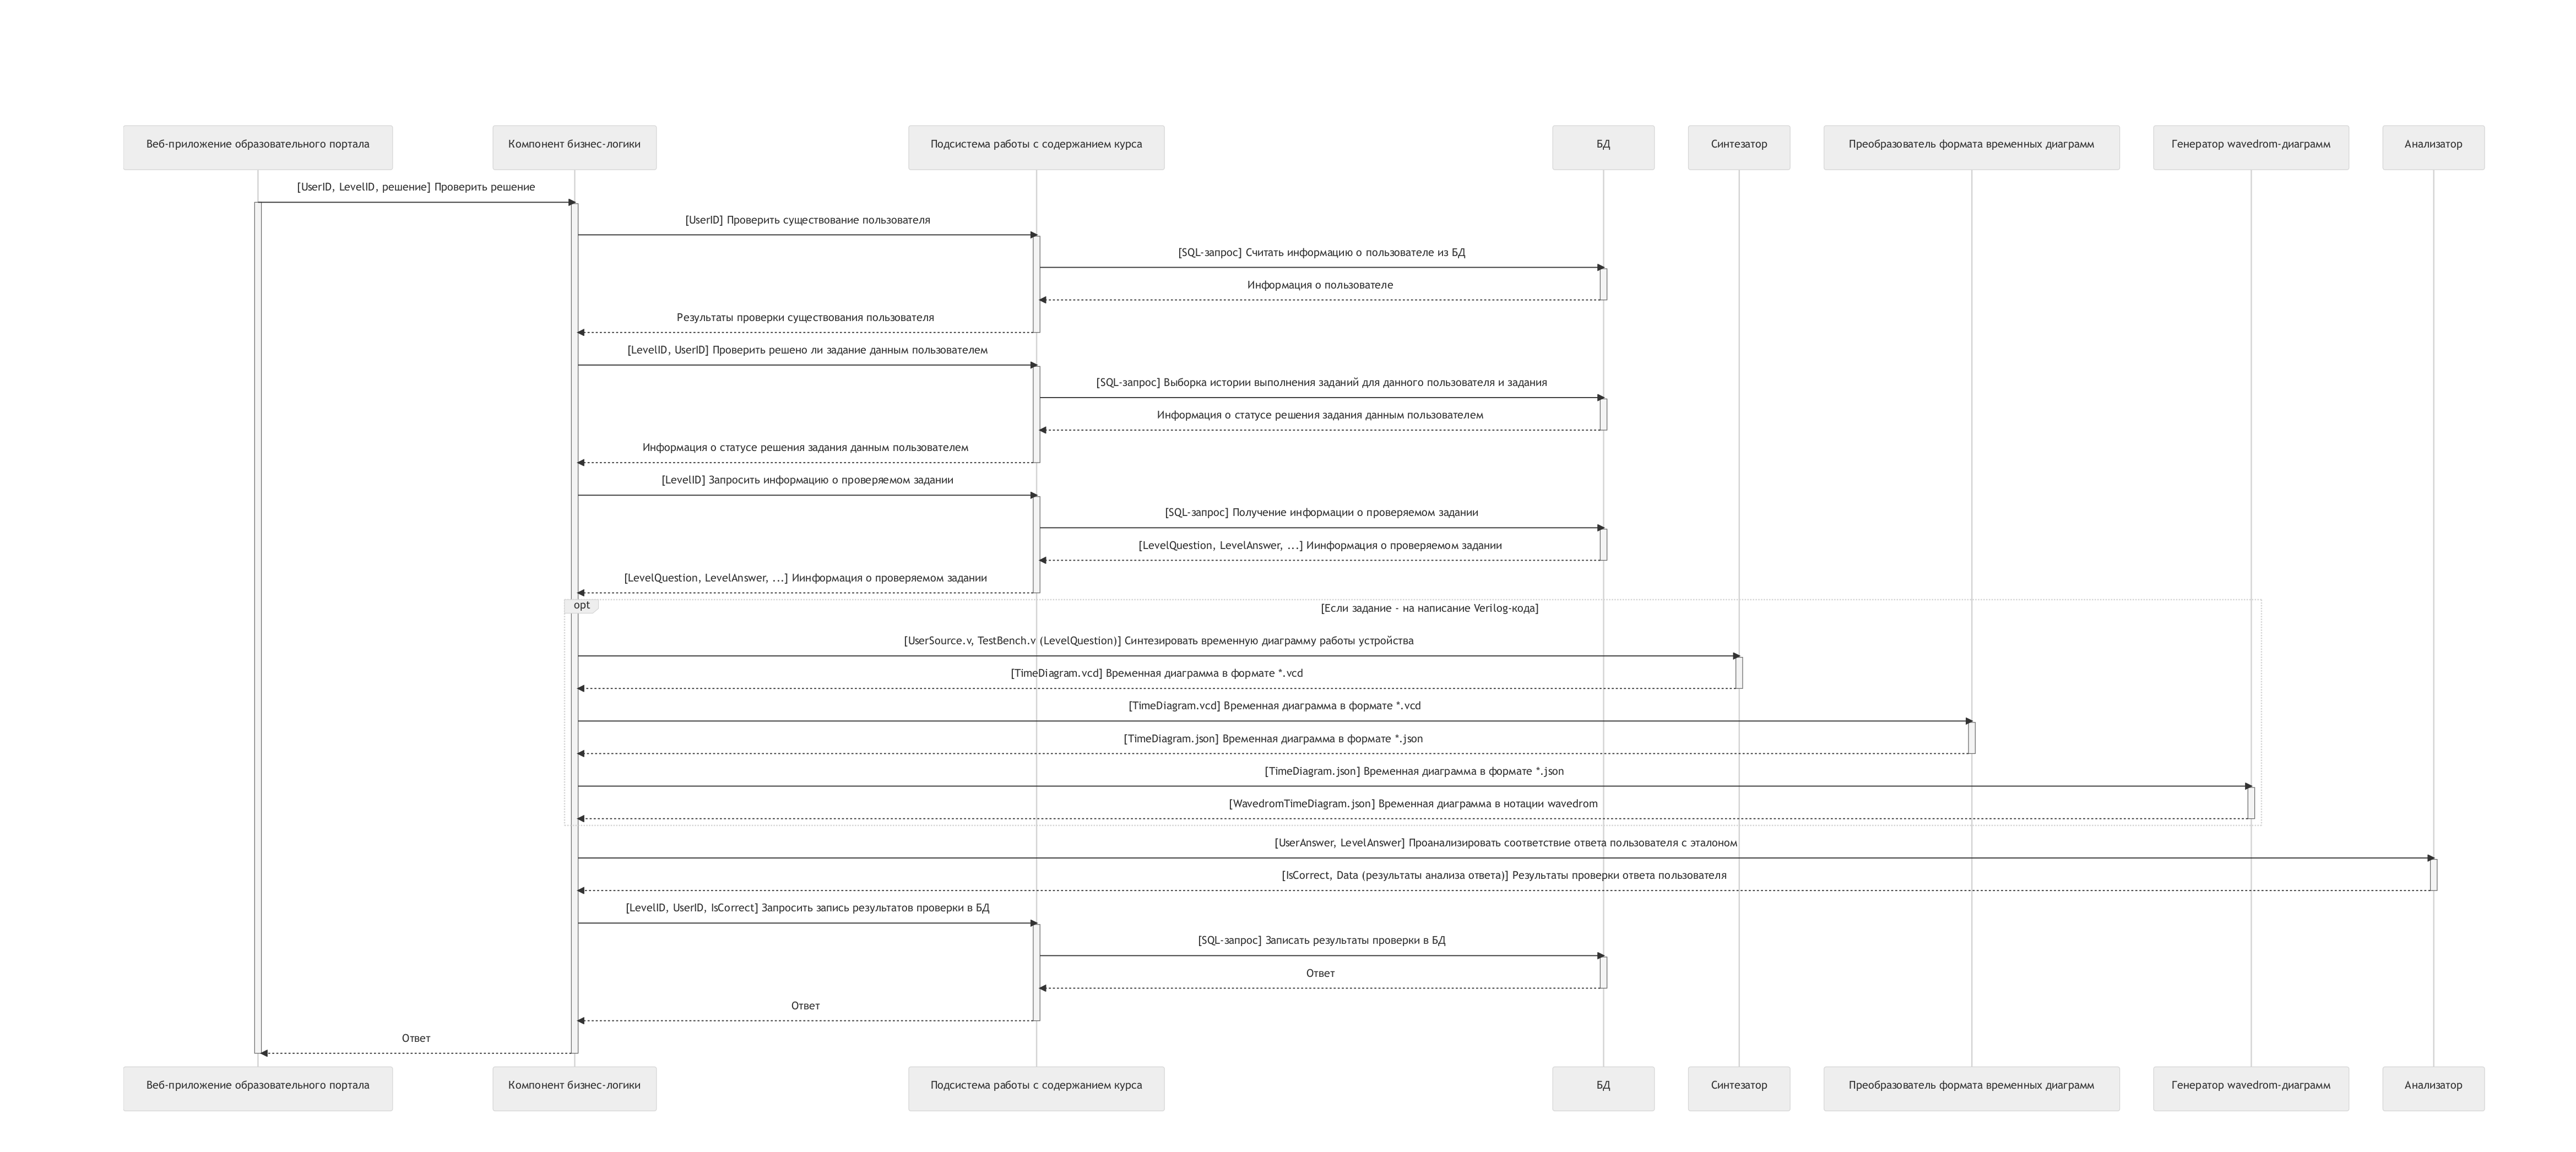 Веб-приложение образовательного портала
Компонент бизнес-логики
Подсистема работы с содержанием курса
БД
Синтезатор
Преобразователь формата временных диаграмм
Генератор wavedrom-диаграмм
Анализатор
[UserID, LevelID, решение] Проверить решение
[UserID] Проверить существование пользователя
[SQL-запрос] Считать информацию о пользователе из БД
Информация о пользователе
Результаты проверки существования пользователя
[LevelID, UserID] Проверить решено ли задание данным пользователем
[SQL-запрос] Выборка истории выполнения заданий для данного пользователя и задания
Информация о статусе решения задания данным пользователем
Информация о статусе решения задания данным пользователем
[LevelID] Запросить информацию о проверяемом задании
[SQL-запрос] Получение информации о проверяемом задании
[LevelQuestion, LevelAnswer, ...] Иинформация о проверяемом задании
[LevelQuestion, LevelAnswer, ...] Иинформация о проверяемом задании
opt
[Если задание - на написание Verilog-кода]
[UserSource.v, TestBench.v (LevelQuestion)] Синтезировать временную диаграмму работы устройства
[TimeDiagram.vcd] Временная диаграмма в формате *.vcd
[TimeDiagram.vcd] Временная диаграмма в формате *.vcd
[TimeDiagram.json] Временная диаграмма в формате *.json
[TimeDiagram.json] Временная диаграмма в формате *.json
[WavedromTimeDiagram.json] Временная диаграмма в нотации wavedrom
[UserAnswer, LevelAnswer] Проанализировать соответствие ответа пользователя с эталоном
[IsCorrect, Data (результаты анализа ответа)] Результаты проверки ответа пользователя
[LevelID, UserID, IsCorrect] Запросить запись результатов проверки в БД
[SQL-запрос] Записать результаты проверки в БД
Ответ
Ответ
Ответ
Веб-приложение образовательного портала
Компонент бизнес-логики
Подсистема работы с содержанием курса
БД
Синтезатор
Преобразователь формата временных диаграмм
Генератор wavedrom-диаграмм
Анализатор